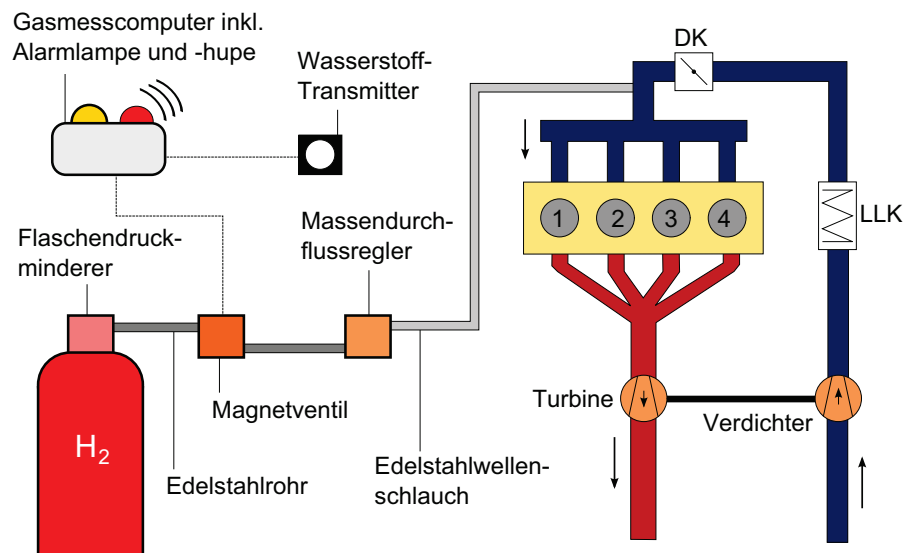 Gasmesscomputer inkl.
Alarmlampe und -hupe
Wasserstoff-
Transmitter
DK
Massendurch-
flussregler
1 2 3 4
LLK
Flaschendruck-
minderer
H2
Magnetventil
Edelstahlrohr
Edelstahlwellen-
schlauch
Turbine
Verdichter